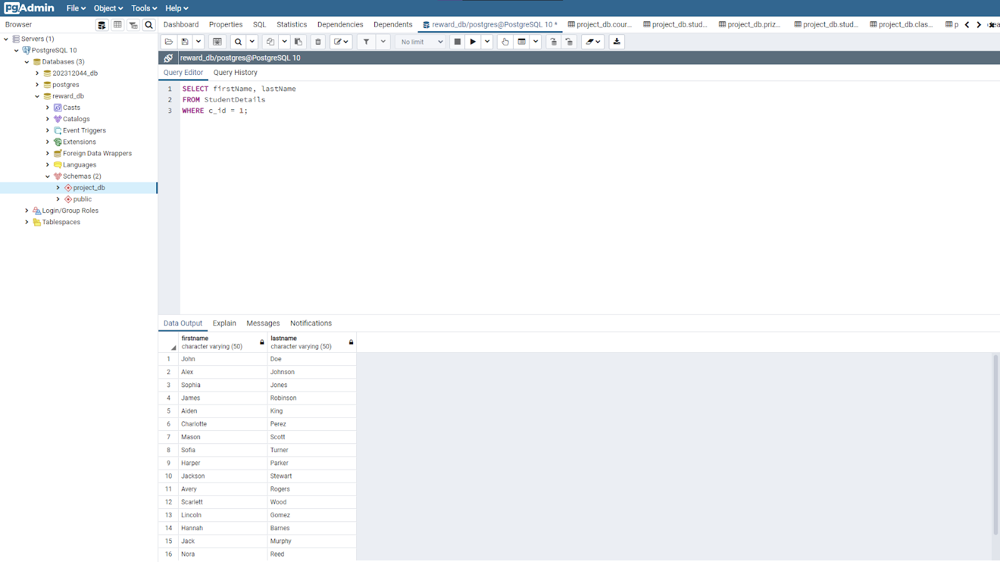 pgAdmin File Object Tools Help
Browser
Dashboard Properties SQL Statistics Dependencies Dependents reward_db/postgres@PostgreSQL 10 * project_db.cour... project_db.stud... project_db.priz... project_db.stud... project_db.clas... p
No limit
Servers (1)
PostgreSQL 10
Databases (3)
202312044_db
postgres
reward_db
Casts
Catalogs
Event Triggers
Extensions
Foreign Data Wrappers
Languages
Schemas (2)
project_db
public
Login/Group Roles
Tablespaces
reward_db/postgres@PostgreSQL 10
Query Editor Query History
1 SELECT firstName, lastName
2 FROM StudentDetails
3 WHERE c_id = 1;
Data Output Explain Messages Notifications
firstname lastname
character varying (50) character varying (50)
1 John Doe
2 Alex Johnson
3 Sophia Jones
4 James Robinson
5 Aiden King
6 Charlotte Perez
7 Mason Scott
8 Sofia Turner
9 Harper Parker
10 Jackson Stewart
11 Avery Rogers
12 Scarlett Wood
13 Lincoln Gomez
14 Hannah Barnes
15 Jack Murphy
16 Nora Reed